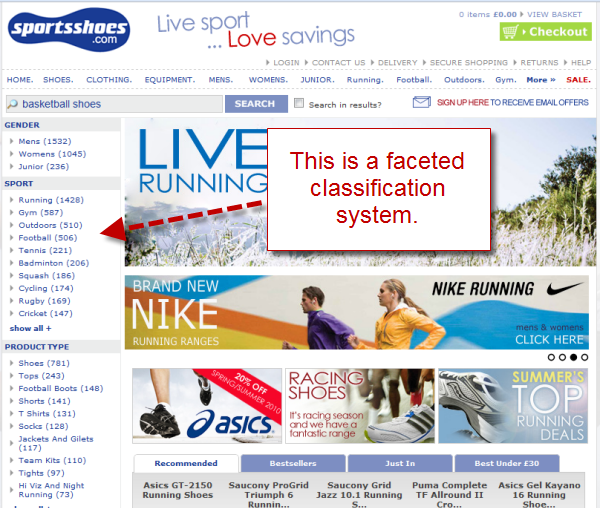 sportsshoes
.com
Live sport
... Love savings
0 items £0.00 > VIEW BASKET
Checkout
LOGIN > CONTACT US > DELIVERY > SECURE SHOPPING > RETURNS > HELP
HOME. SHOES. CLOTHING. EQUIPMENT. MENS. WOMENS. JUNIOR. Running. Football. Outdoors. Gym. More » SALE.
basketball shoes SEARCH Search in results? SIGN UP HERE TO RECEIVE EMAIL OFFERS
GENDER
Mens (1532)
Womens (1045)
Junior (236)
SPORT
Running (1428)
Gym (587)
Outdoors (510)
Football (506)
Tennis (221)
Badminton (206)
Squash (186)
Cycling (174)
Rugby (169)
Cricket (147)
show all +
PRODUCT TYPE
Shoes (781)
Tops (243)
Football Boots (148)
Shorts (141)
T Shirts (131)
Socks (128)
Jackets And Gilets
(117)
Team Kits (110)
Tights (97)
Hi Viz And Night
Running (73)
LIVE
RUNNING
This is a faceted
classification
system.
BRAND NEW
NIKE
RUNNING RANGES
NIKE RUNNING
mens & womens
CLICK HERE
20% OFF
SPRING/SUMMER 2010
asics
RACING
SHOES
It's racing season
and we have a
fantastic range
SUMMER'S
TOP
RUNNING
DEALS
Recommended Bestsellers Just In Best Under £30
Asics GT-2150
Running Shoes
Saucony ProGrid
Triumph 6
Runnin...
Saucony Grid
Jazz 10.1 Running
S...
Puma Complete
TF Allround II
Cro...
Asics Gel Kayano
16 Running
Shoe...